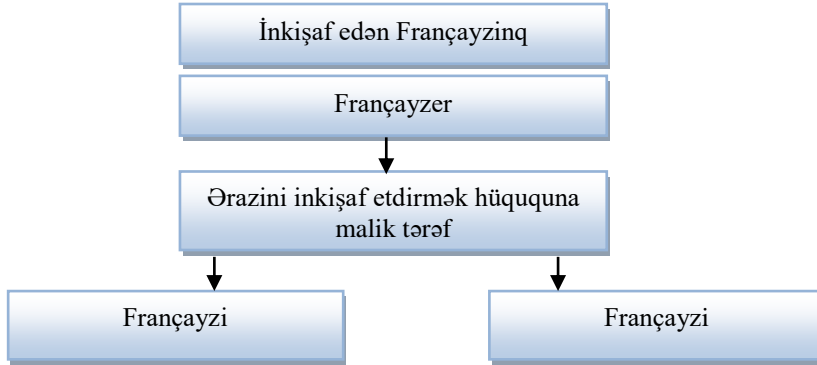 İnkişaf edən Françayzinq
Françayzer
Ərazini inkişaf etdirmək hüququna
malik tərəf
Françayzi
Françayzi